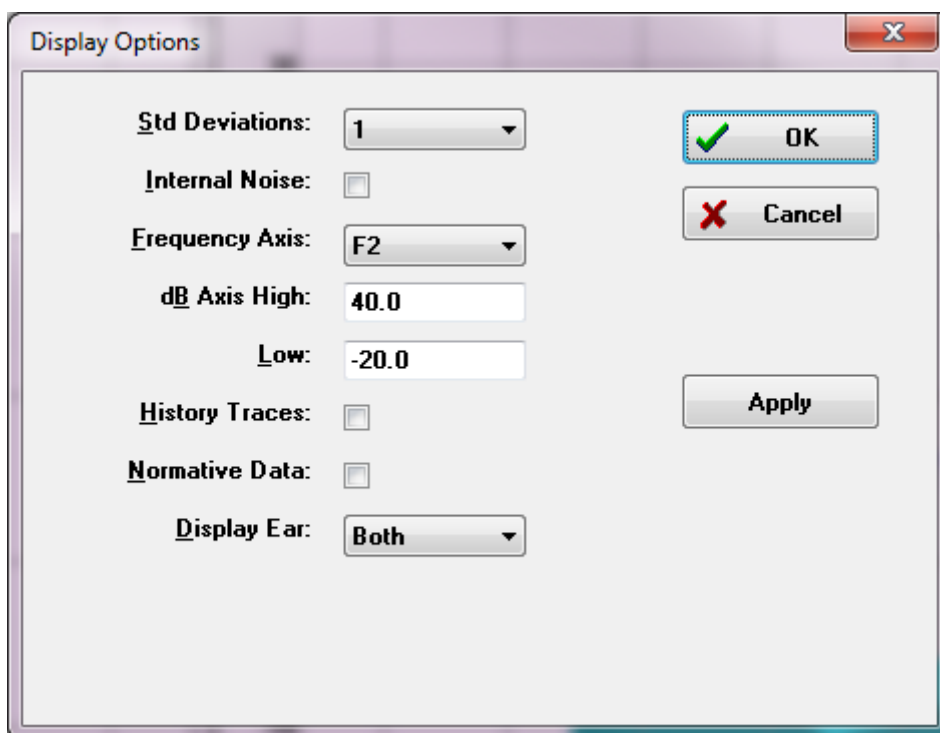 Display Options
Std Deviations: 1
OK
Internal Noise:
Cancel
Frequency Axis: F2
dB Axis High: 40.0
Low: -20.0
Apply
History Traces:
Normative Data:
Display Ear: Both